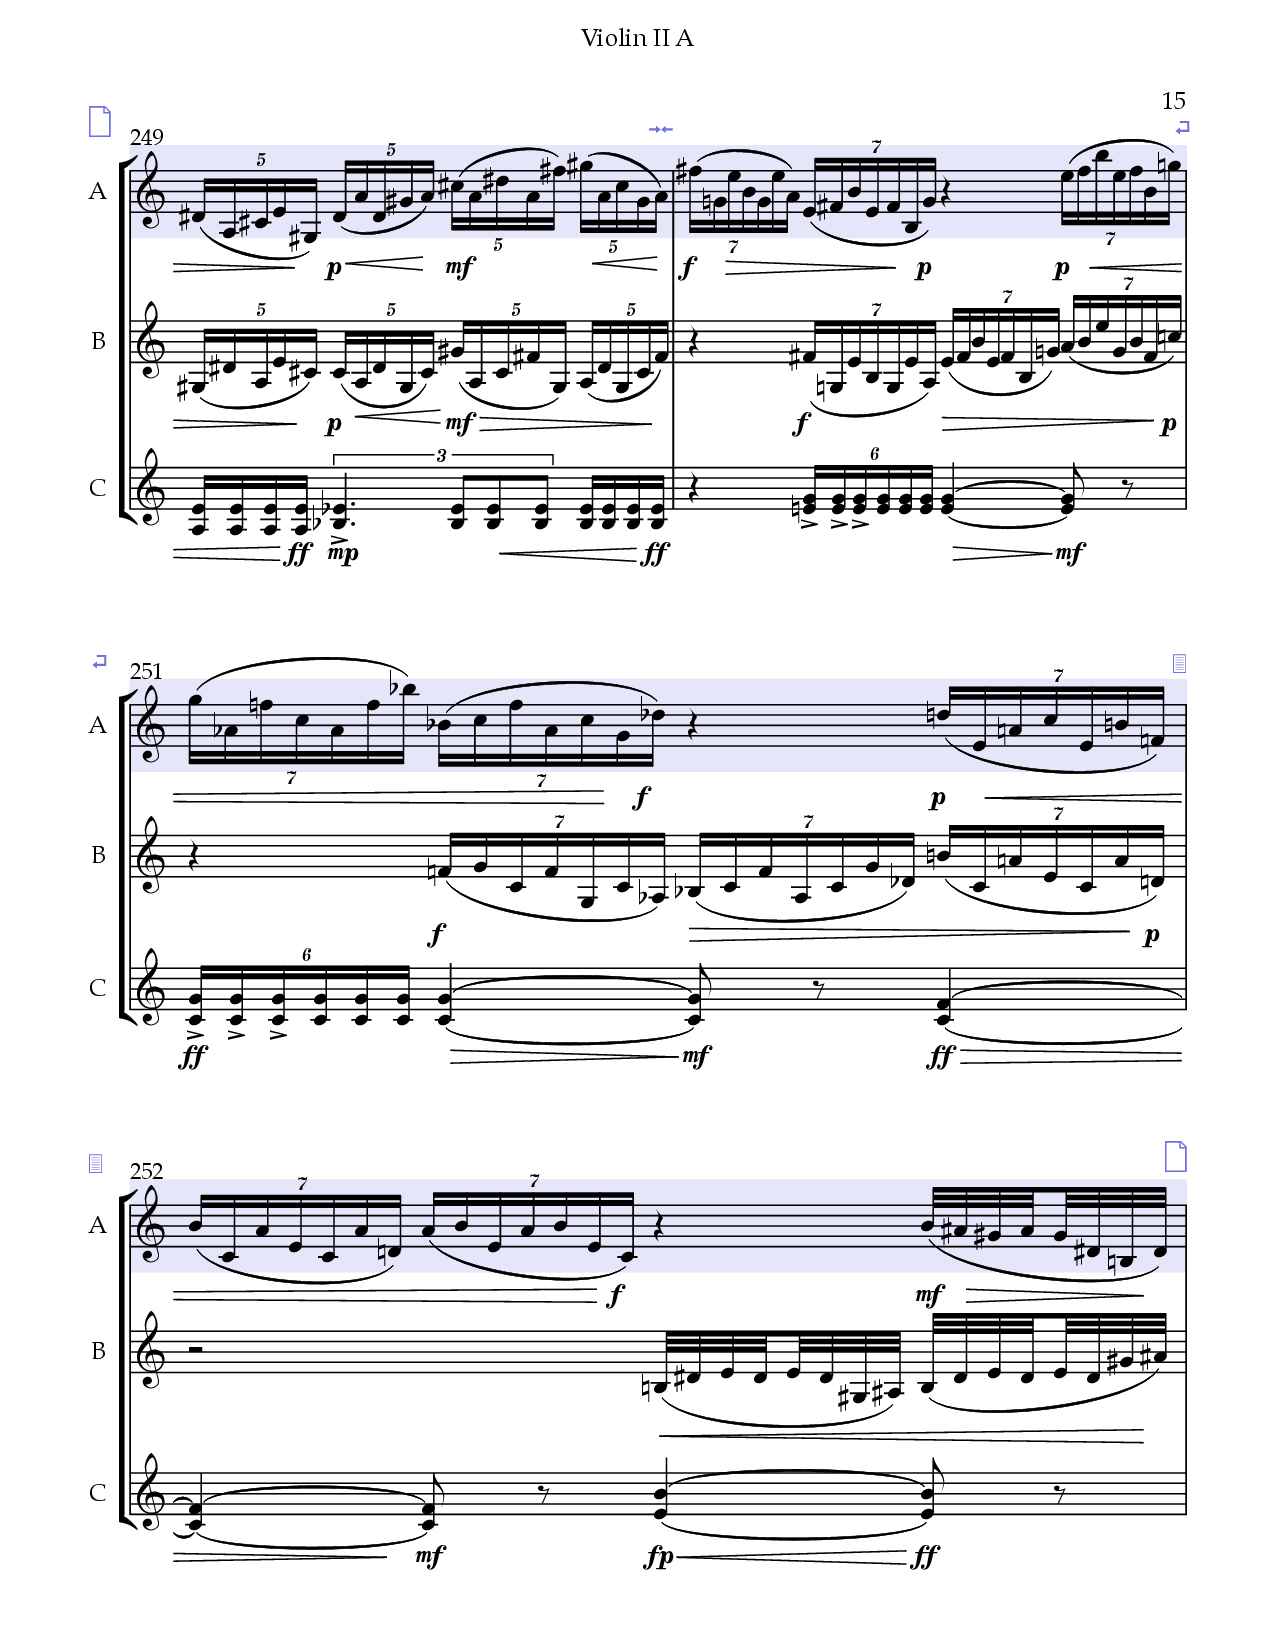 Violin II A
15
249
A
5 5 5 5 7 7 7
p mf f p p
B
5 5 5 5 7 7 7
p mf f p
C
3 6
ff mp ff mf
251
A
7 7 7
f p
B
7 7 7
f p
C
6
ff mf ff
252
A
7 7
f mf
B
C
mf fp ff